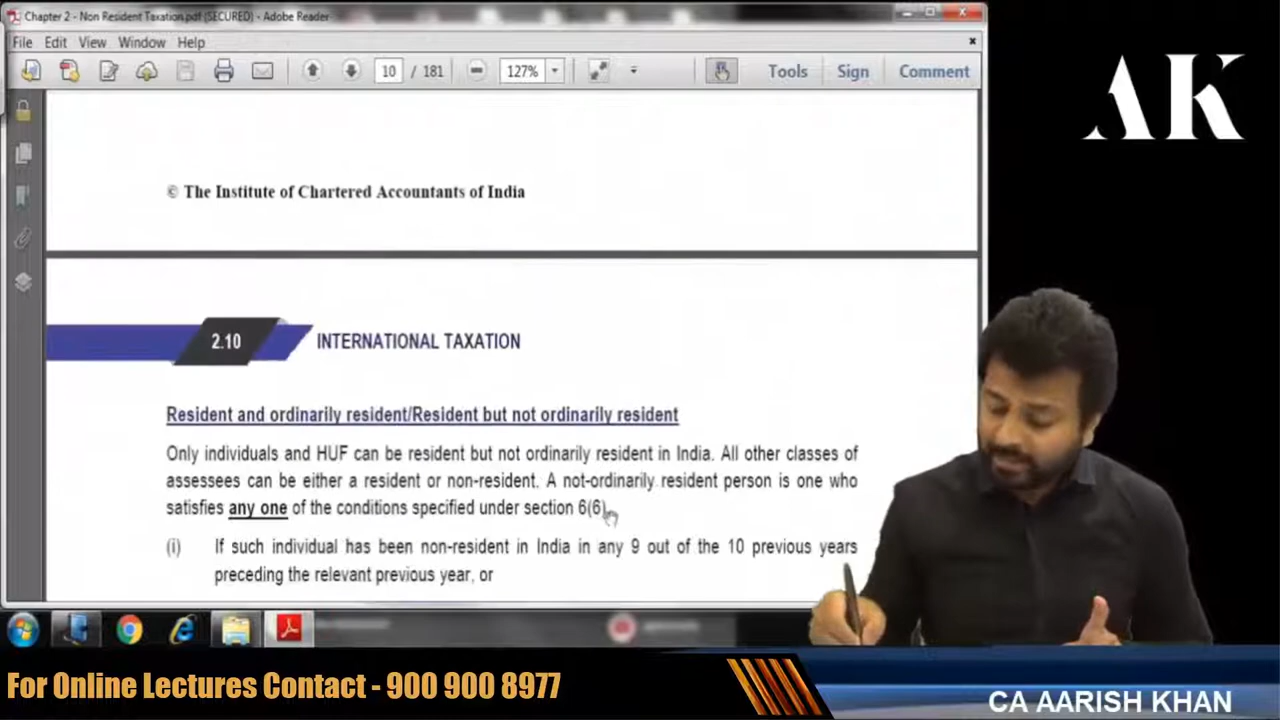 Chapter 2 - Non Resident Taxation.pdf (SECURED) - Adobe Reader
File Edit View Window Help
10 / 181 127% Tools Sign Comment
AK
© The Institute of Chartered Accountants of India
2.10 INTERNATIONAL TAXATION
Resident and ordinarily resident/Resident but not ordinarily resident
Only individuals and HUF can be resident but not ordinarily resident in India. All other classes of
assessees can be either a resident or non-resident. A not-ordinarily resident person is one who
satisfies any one of the conditions specified under section 6(6)
(i) If such individual has been non-resident in India in any 9 out of the 10 previous years
preceding the relevant previous year, or
For Online Lectures Contact - 900 900 8977
CA AARISH KHAN